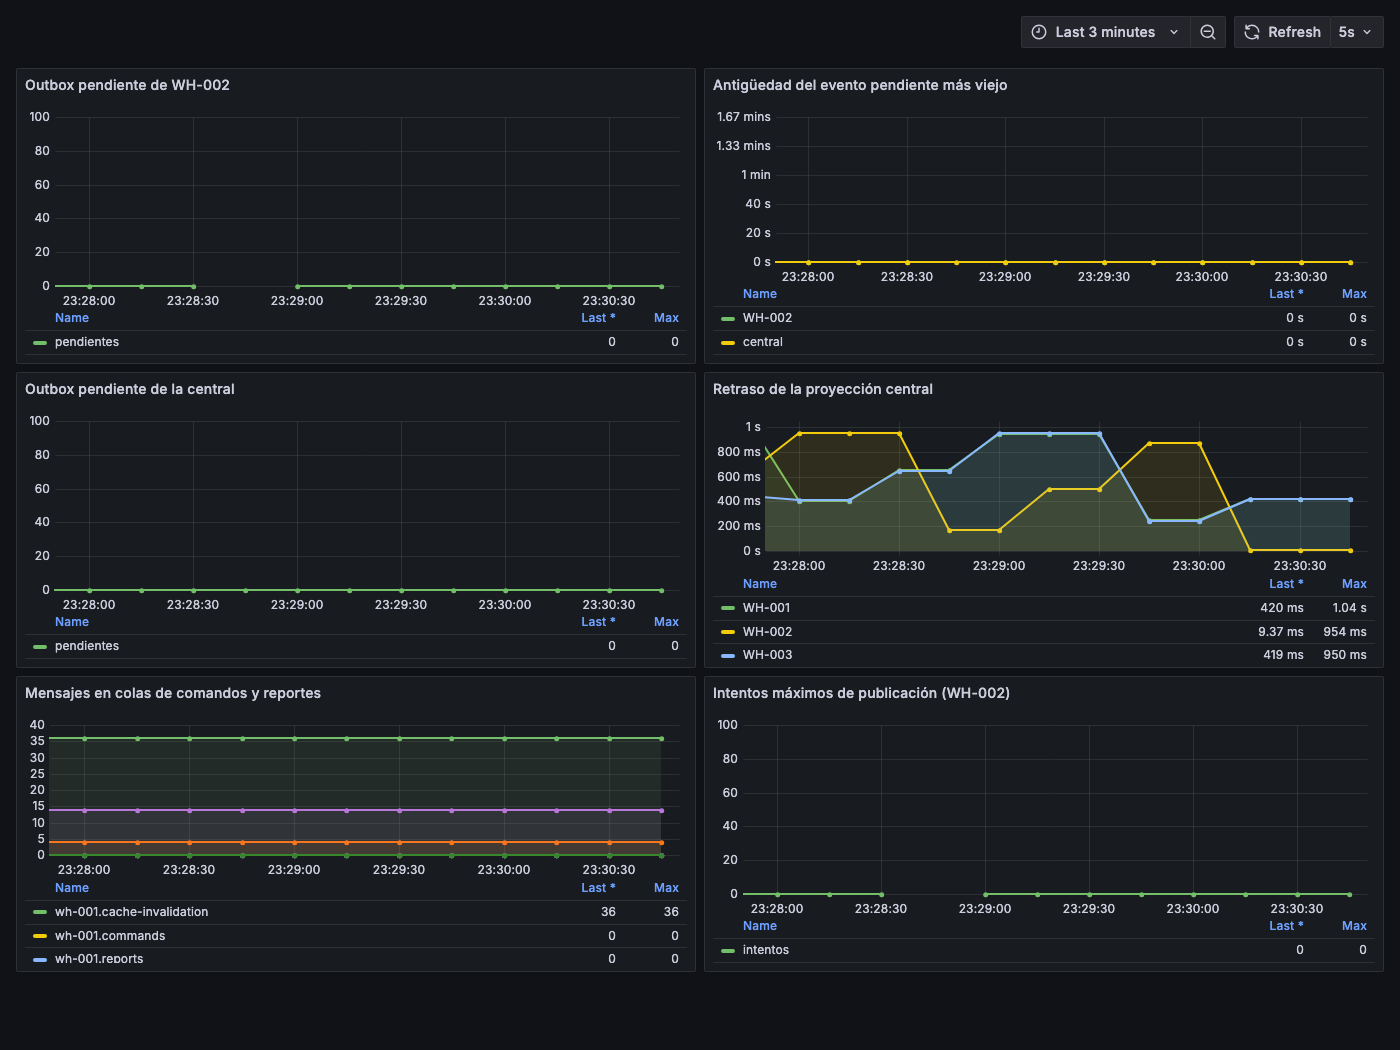 Last 3 minutes
Refresh
5s
Outbox pendiente de WH-002
100
80
60
40
20
0
23:28:00 23:28:30 23:29:00 23:29:30 23:30:00 23:30:30
Name Last * Max
pendientes 0 0
Antigüedad del evento pendiente más viejo
1.67 mins
1.33 mins
1 min
40 s
20 s
0 s
23:28:00 23:28:30 23:29:00 23:29:30 23:30:00 23:30:30
Name Last * Max
WH-002 0 s 0 s
central 0 s 0 s
Outbox pendiente de la central
100
80
60
40
20
0
23:28:00 23:28:30 23:29:00 23:29:30 23:30:00 23:30:30
Name Last * Max
pendientes 0 0
Retraso de la proyección central
1 s
800 ms
600 ms
400 ms
200 ms
0 s
23:28:00 23:28:30 23:29:00 23:29:30 23:30:00 23:30:30
Name Last * Max
WH-001 420 ms 1.04 s
WH-002 9.37 ms 954 ms
WH-003 419 ms 950 ms
Mensajes en colas de comandos y reportes
40
35
30
25
20
15
10
5
0
23:28:00 23:28:30 23:29:00 23:29:30 23:30:00 23:30:30
Name Last * Max
wh-001.cache-invalidation 36 36
wh-001.commands 0 0
wh-001.reports 0 0
Intentos máximos de publicación (WH-002)
100
80
60
40
20
0
23:28:00 23:28:30 23:29:00 23:29:30 23:30:00 23:30:30
Name Last * Max
intentos 0 0